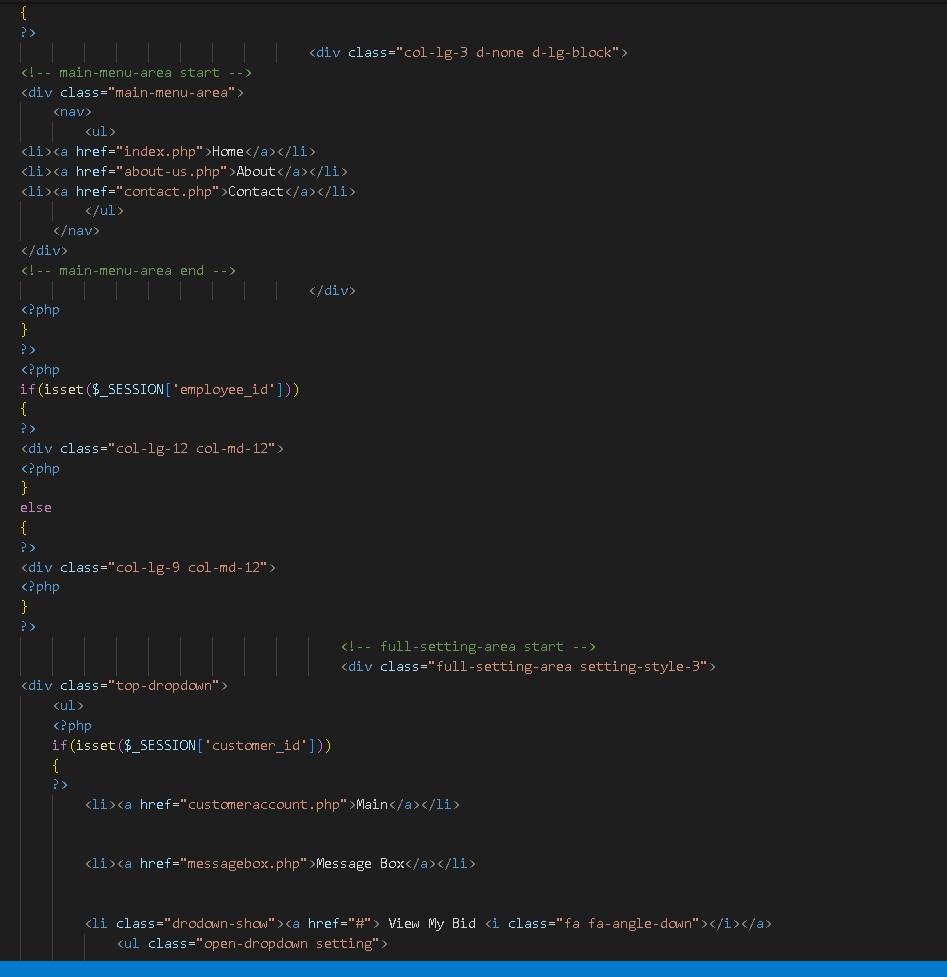 {
?>
<div class="col-lg-3 d-none d-lg-block">
<!-- main-menu-area start -->
<div class="main-menu-area">
<nav>
<ul>
<li><a href="index.php">Home</a></li>
<li><a href="about-us.php">About</a></li>
<li><a href="contact.php">Contact</a></li>
</ul>
</nav>
</div>
<!-- main-menu-area end -->
</div>
<?php
}
?>
<?php
if(isset($_SESSION['employee_id']))
{
?>
<div class="col-lg-12 col-md-12">
<?php
}
else
{
?>
<div class="col-lg-9 col-md-12">
<?php
}
?>
<!-- full-setting-area start -->
<div class="full-setting-area setting-style-3">
<div class="top-dropdown">
<ul>
<?php
if(isset($_SESSION['customer_id']))
{
?>
<li><a href="customeraccount.php">Main</a></li>
<li><a href="messagebox.php">Message Box</a></li>
<li class="drodown-show"><a href="#"> View My Bid <i class="fa fa-angle-down"></i></a>
<ul class="open-dropdown setting">